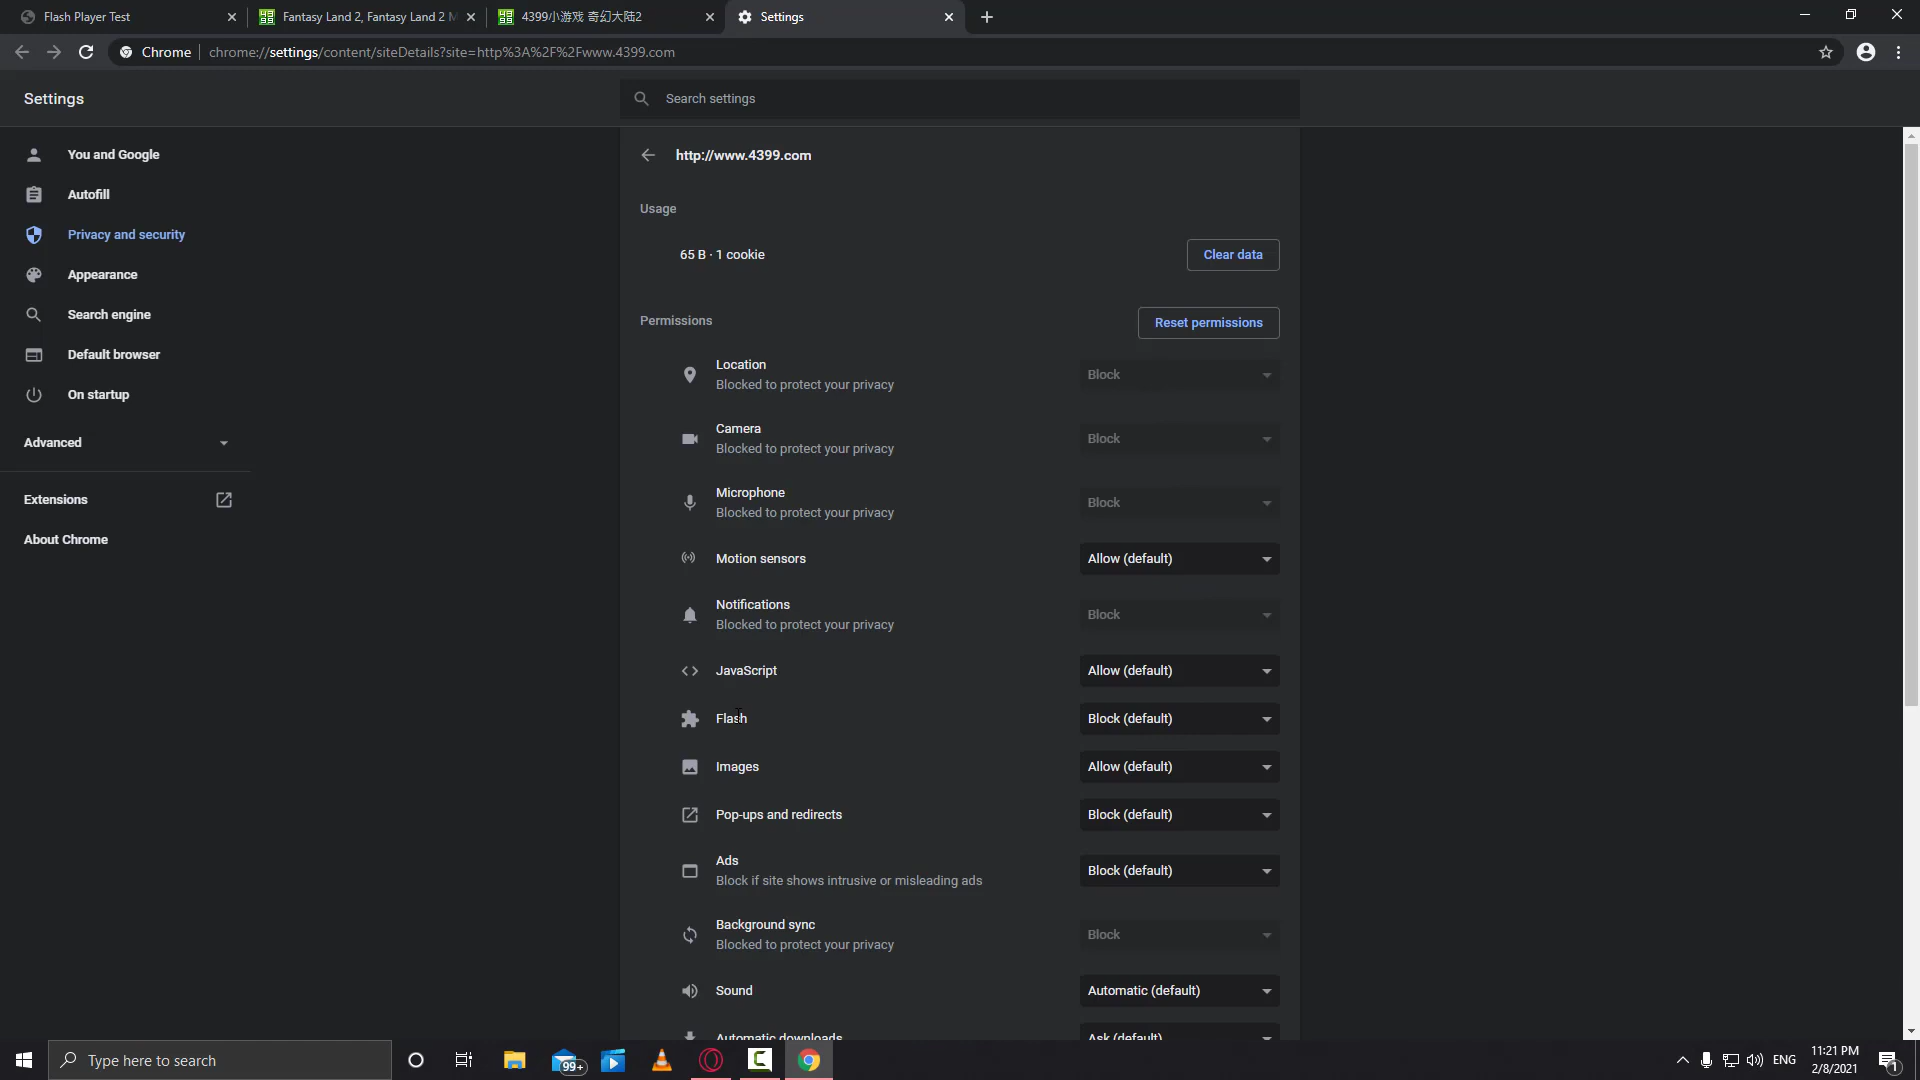 Flash Player Test
Fantasy Land 2, Fantasy Land 2 M
4399小游戏 奇幻大陆2
Settings
Chrome
chrome://settings/content/siteDetails?site=http%3A%2F%2Fwww.4399.com
Settings
Search settings
You and Google
Autofill
Privacy and security
Appearance
Search engine
Default browser
On startup
Advanced
Extensions
About Chrome
http://www.4399.com
Usage
65 B · 1 cookie
Clear data
Permissions
Reset permissions
Location
Blocked to protect your privacy
Block
Camera
Blocked to protect your privacy
Block
Microphone
Blocked to protect your privacy
Block
Motion sensors
Allow (default)
Notifications
Blocked to protect your privacy
Block
JavaScript
Allow (default)
Flash
Block (default)
Images
Allow (default)
Pop-ups and redirects
Block (default)
Ads
Block if site shows intrusive or misleading ads
Block (default)
Background sync
Blocked to protect your privacy
Block
Sound
Automatic (default)
Automatic downloads
Ask (default)
Type here to search
99+
ENG
11:21 PM
2/8/2021
1